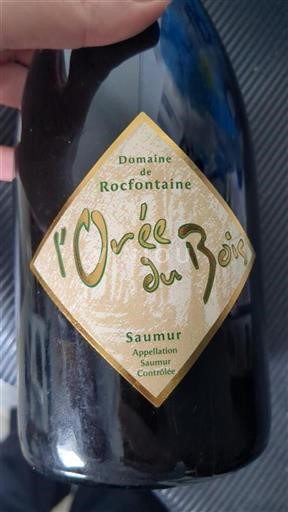 Domaine
de
Rocfontaine
l'Orée
du Bois
Saumur
Appellation
Saumur
Contrôlée